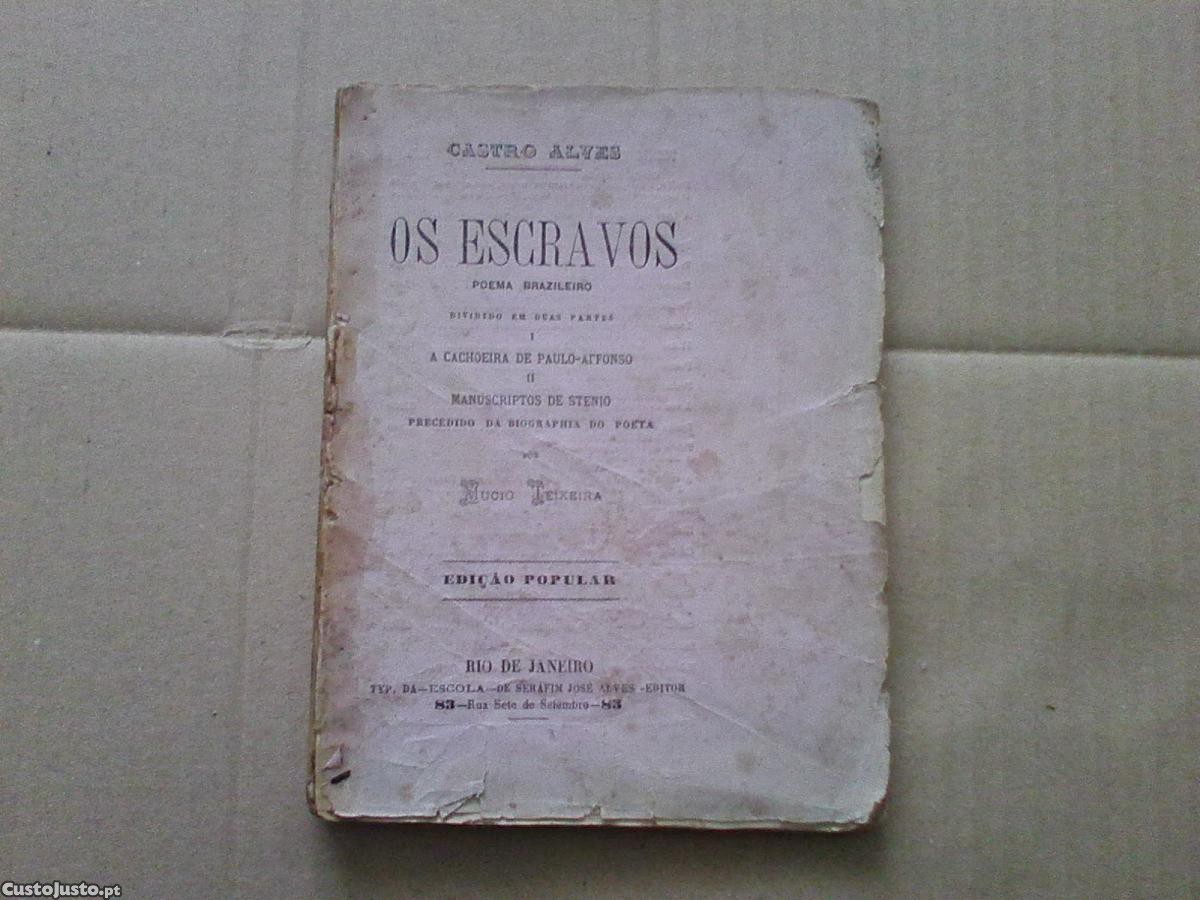 CASTRO ALVES
OS ESCRAVOS
POEMA BRAZILEIRO
DIVIDIDO EM DUAS PARTES
I
A CACHOEIRA DE PAULO-AFFONSO
II
MANUSCRIPTOS DE STENIO
PRECEDIDO DA BIOGRAPHIA DO POETA
POR
MUCIO TEIXEIRA
EDIÇÃO POPULAR
RIO DE JANEIRO
TYP. DA—ESCOLA—DE SERAFIM JOSÉ ALVES -EDITOR
83—Rua Sete de Setembro—83
CustoJusto.pt